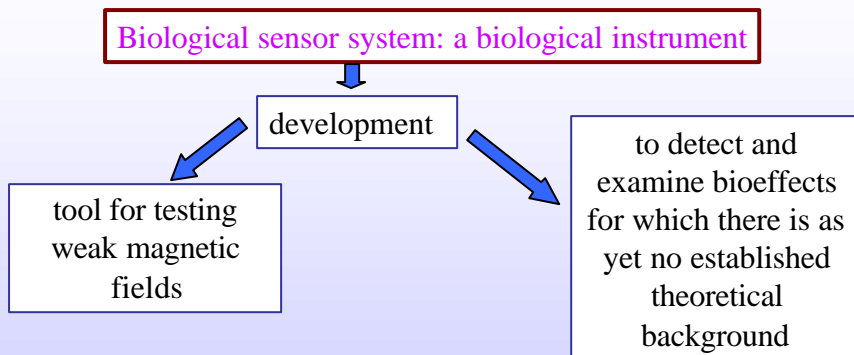 Biological sensor system: a biological instrument
development
tool for testing
weak magnetic
fields
to detect and
examine bioeffects
for which there is as
yet no established
theoretical
background